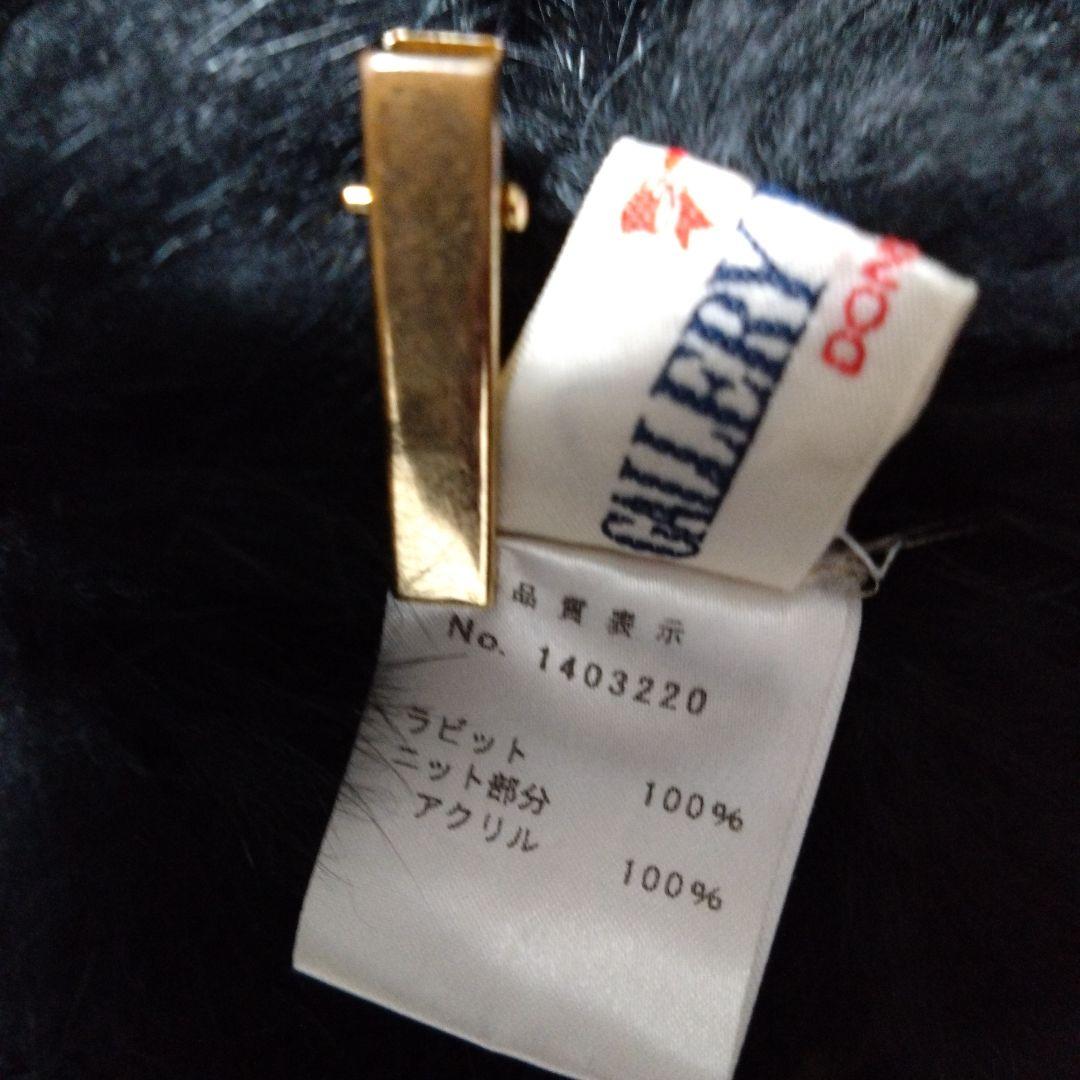 GALLERY
品質表示
No. 1403220
ラビット 100%
ニット部分
アクリル 100%